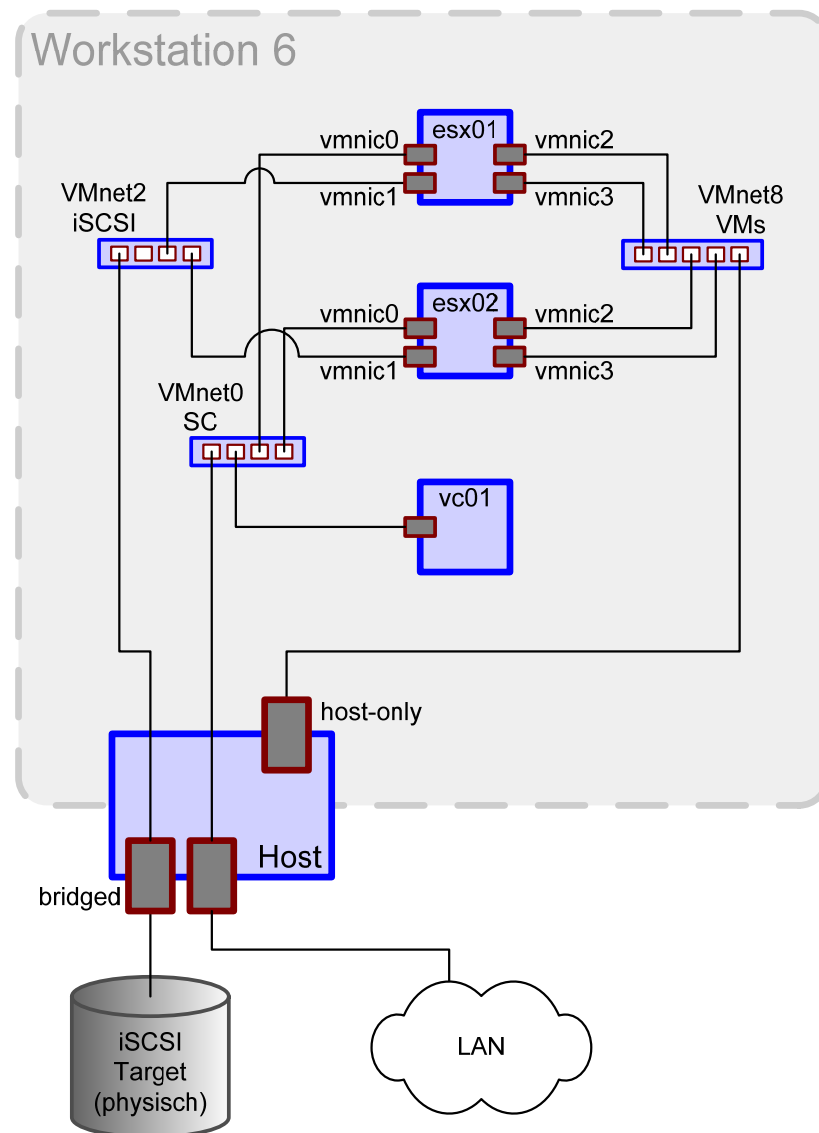 Workstation 6
esx01
vmnic0
vmnic2
vmnic1
vmnic3
VMnet2
iSCSI
VMnet8
VMs
esx02
vmnic0
vmnic2
vmnic1
vmnic3
VMnet0
SC
vc01
host-only
Host
bridged
iSCSI
Target
(physisch)
LAN